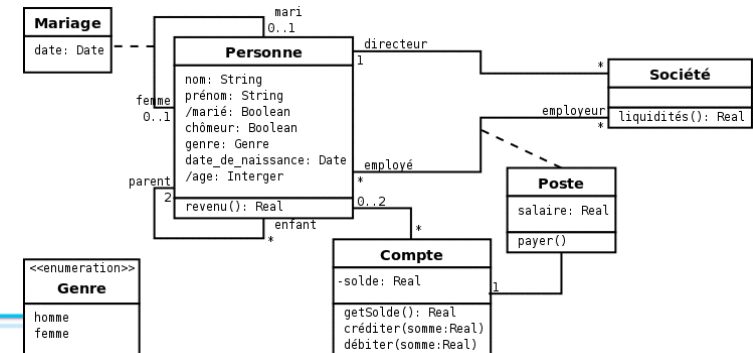 mari
Mariage
0..1
date: Date
Personne
directeur
1
*
Société
nom: String
prénom: String
/marié: Boolean
chômeur: Boolean
genre: Genre
date_de_naissance: Date
/age: Interger
revenu(): Real
femme
0..1
employeur
*
liquidités(): Real
employé
*
parent
2
enfant
*
0..2
*
Poste
salaire: Real
payer()
1
Compte
-solde: Real
getSolde(): Real
créditer(somme:Real)
débiter(somme:Real)
<<enumeration>>
Genre
homme
femme